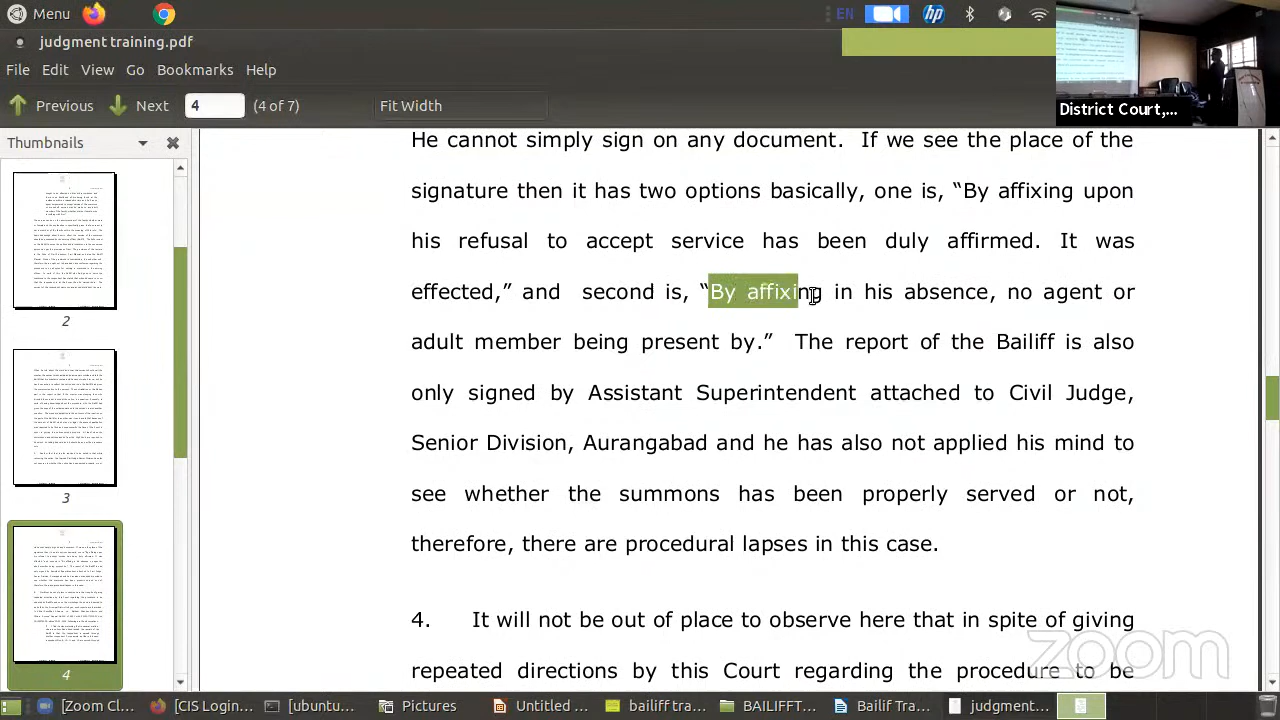 Menu
EN
judgment training.pdf
File Edit View Go Bookmarks Help
Previous Next 4 (4 of 7) Fit Width
District Court,...
Thumbnails
2
3
4
He cannot simply sign on any document. If we see the place of the
signature then it has two options basically, one is, “By affixing upon
his refusal to accept service has been duly affirmed. It was
effected,” and second is, “By affixing in his absence, no agent or
adult member being present by.” The report of the Bailiff is also
only signed by Assistant Superintendent attached to Civil Judge,
Senior Division, Aurangabad and he has also not applied his mind to
see whether the summons has been properly served or not,
therefore, there are procedural lapses in this case.
4. It will not be out of place to observe here that in spite of giving
repeated directions by this Court regarding the procedure to be
zoom
[Zoom Cl... [CIS Login... [ubuntu... Pictures Untitled ... bailiff tra... BAILIFFT... Bailif Tra... judgment...